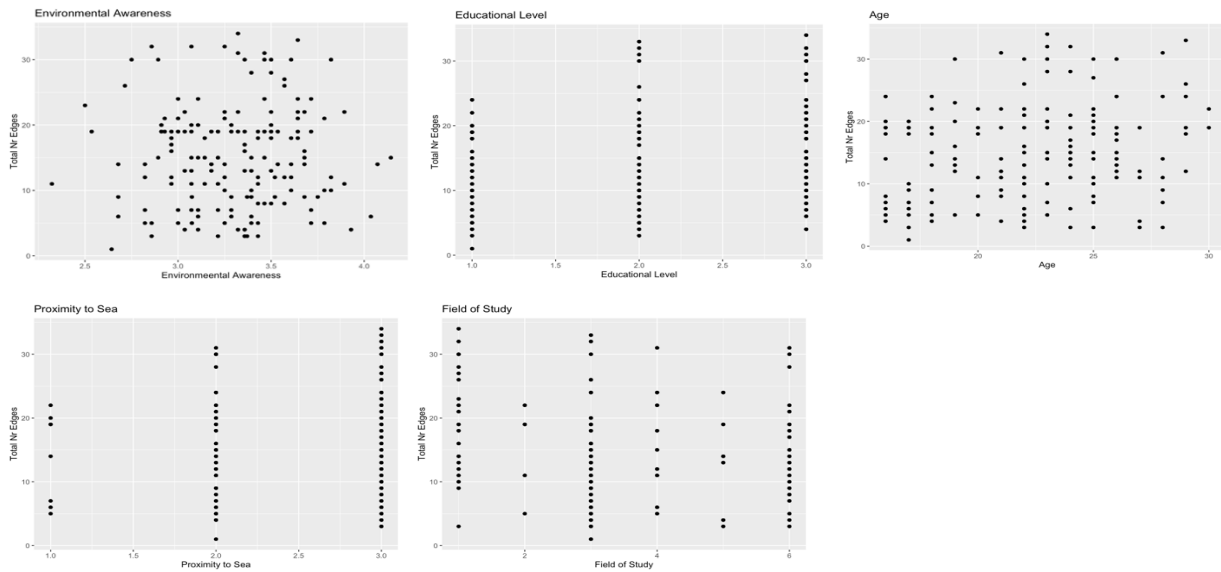 Environmental Awareness
Total Nr Edges
30
20
10
0
2.5 3.0 3.5 4.0
Environmental Awareness
Educational Level
Total Nr Edges
30
20
10
0
1.0 1.5 2.0 2.5 3.0
Educational Level
Age
Total Nr Edges
30
20
10
0
20 25 30
Age
Proximity to Sea
Total Nr Edges
30
20
10
0
1.0 1.5 2.0 2.5 3.0
Proximity to Sea
Field of Study
Total Nr Edges
30
20
10
0
2 4 6
Field of Study